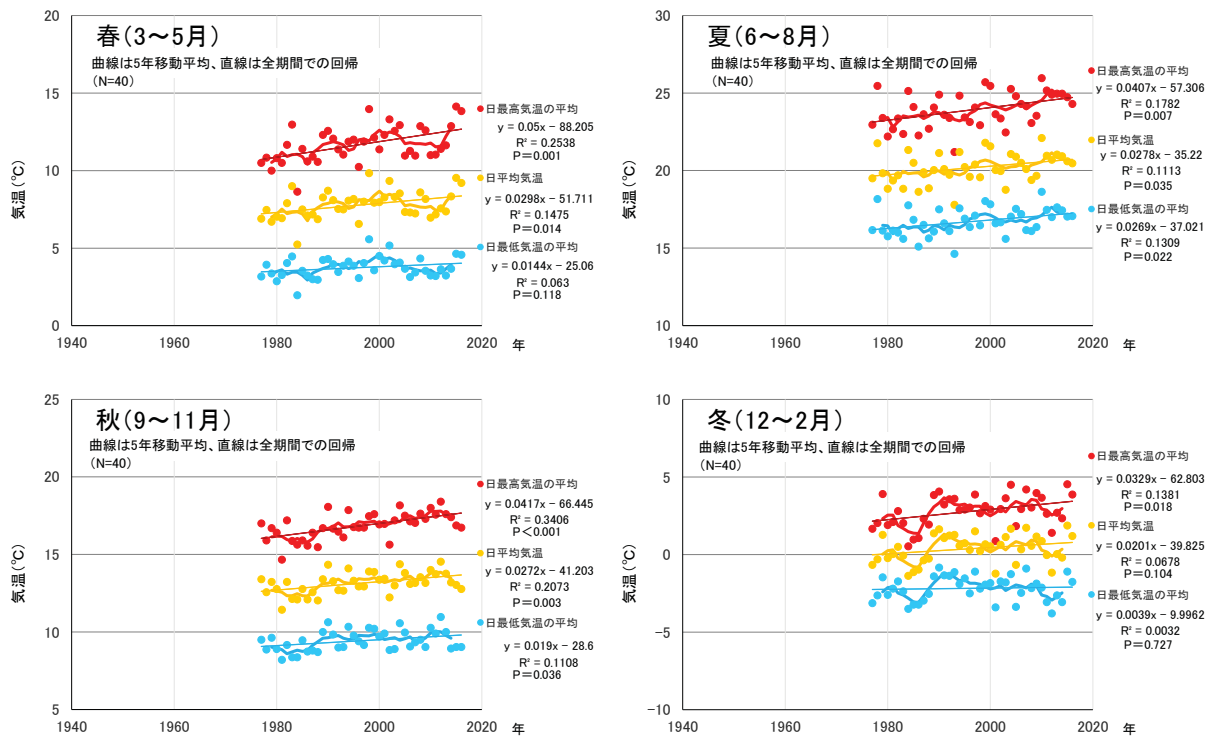 春(3～5月)
曲線は5年移動平均、直線は全期間での回帰
(N=40)
気温(℃)
20
15
10
5
0
1940
1960
1980
2000
2020
年
日最高気温の平均
y = 0.05x − 88.205
R² = 0.2538
P＝0.001
日平均気温
y = 0.0298x − 51.711
R² = 0.1475
P＝0.014
日最低気温の平均
y = 0.0144x − 25.06
R² = 0.063
P＝0.118
夏(6～8月)
曲線は5年移動平均、直線は全期間での回帰
(N=40)
気温(℃)
30
25
20
15
10
1940
1960
1980
2000
2020
年
日最高気温の平均
y = 0.0407x − 57.306
R² = 0.1782
P＝0.007
日平均気温
y = 0.0278x − 35.22
R² = 0.1113
P＝0.035
日最低気温の平均
y = 0.0269x − 37.021
R² = 0.1309
P＝0.022
秋(9～11月)
曲線は5年移動平均、直線は全期間での回帰
(N=40)
気温(℃)
25
20
15
10
5
1940
1960
1980
2000
2020
年
日最高気温の平均
y = 0.0417x − 66.445
R² = 0.3406
P＜0.001
日平均気温
y = 0.0272x − 41.203
R² = 0.2073
P＝0.003
日最低気温の平均
y = 0.019x − 28.6
R² = 0.1108
P＝0.036
冬(12～2月)
曲線は5年移動平均、直線は全期間での回帰
(N=40)
気温(℃)
10
5
0
−5
−10
1940
1960
1980
2000
2020
年
日最高気温の平均
y = 0.0329x − 62.803
R² = 0.1381
P＝0.018
日平均気温
y = 0.0201x − 39.825
R² = 0.0678
P＝0.104
日最低気温の平均
y = 0.0039x − 9.9962
R² = 0.0032
P＝0.727